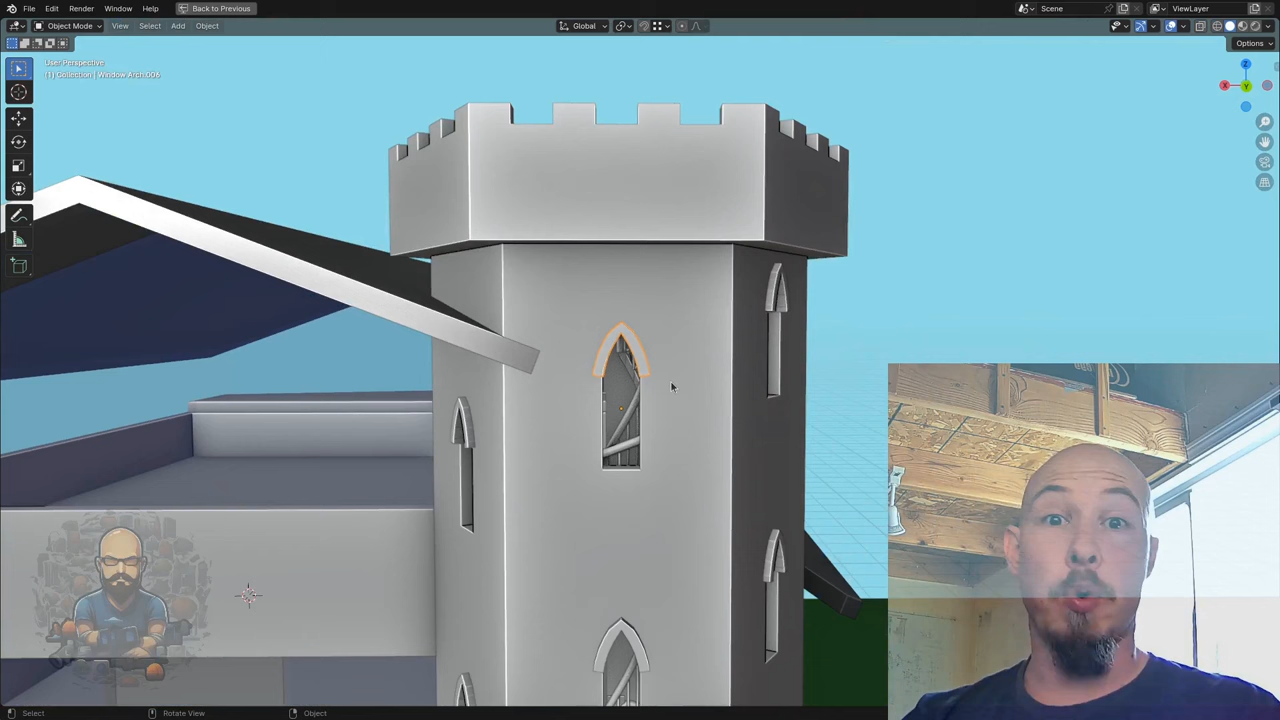 File Edit Render Window Help Back to Previous Scene ViewLayer
Object Mode View Select Add Object Global
Options
User Perspective
(1) Collection | Window Arch.006
Z
X
Y
Select Rotate View Object